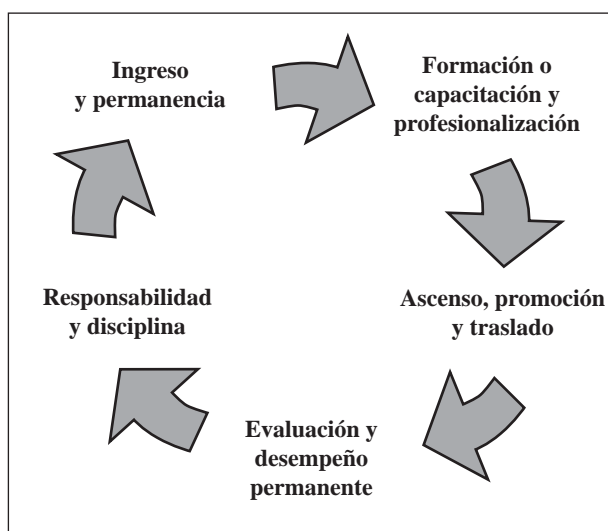 Ingreso
y permanencia
Formación o
capacitación y
profesionalización
Ascenso, promoción
y traslado
Evaluación y
desempeño
permanente
Responsabilidad
y disciplina